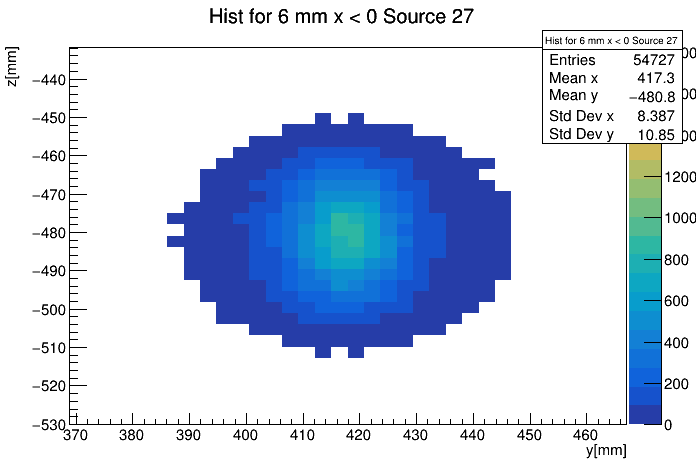 Hist for 6 mm x < 0 Source 27
z[mm]
Hist for 6 mm x < 0 Source 27
Entries 54727
Mean x 417.3
Mean y −480.8
Std Dev x 8.387
Std Dev y 10.85
−440
−450
−460
−470
−480
−490
−500
−510
−520
−530
1200
1000
800
600
400
200
0
370 380 390 400 410 420 430 440 450 460
y[mm]